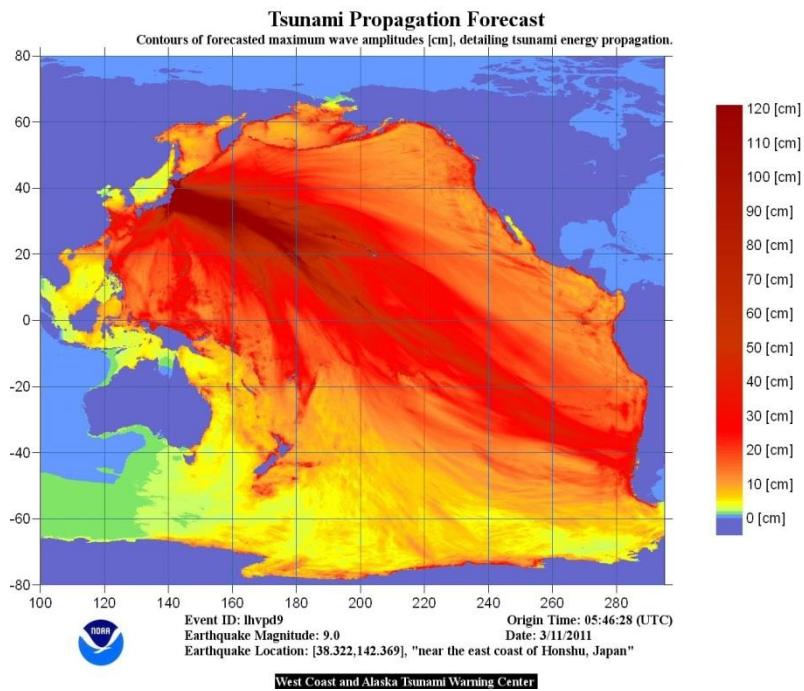 Tsunami Propagation Forecast
Contours of forecasted maximum wave amplitudes [cm], detailing tsunami energy propagation.
80
60
40
20
0
-20
-40
-60
-80
100 120 140 160 180 200 220 240 260 280
120 [cm]
110 [cm]
100 [cm]
90 [cm]
80 [cm]
70 [cm]
60 [cm]
50 [cm]
40 [cm]
30 [cm]
20 [cm]
10 [cm]
0 [cm]
NOAA
Event ID: lhvpd9 Origin Time: 05:46:28 (UTC)
Earthquake Magnitude: 9.0 Date: 3/11/2011
Earthquake Location: [38.322,142.369], "near the east coast of Honshu, Japan"
West Coast and Alaska Tsunami Warning Center